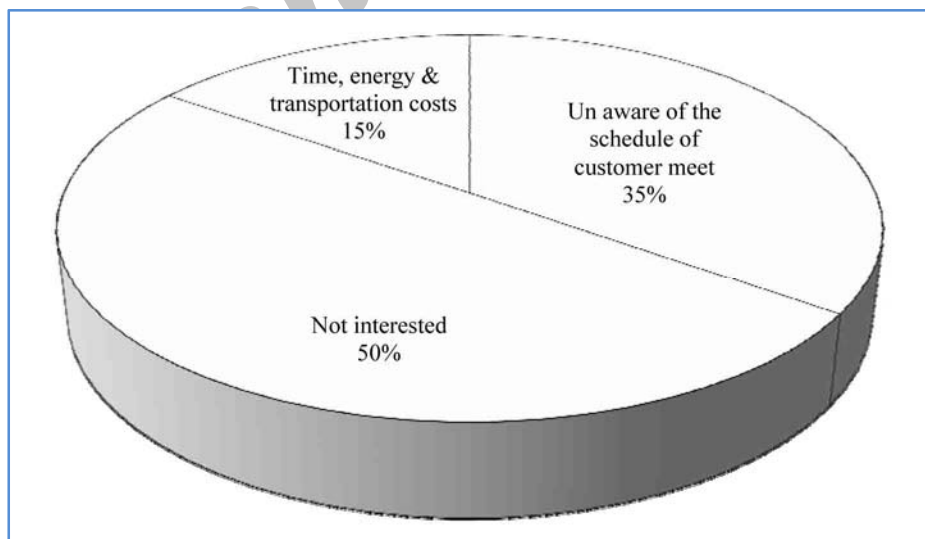 Time, energy &
transportation costs
15%
Un aware of the
schedule of
customer meet
35%
Not interested
50%